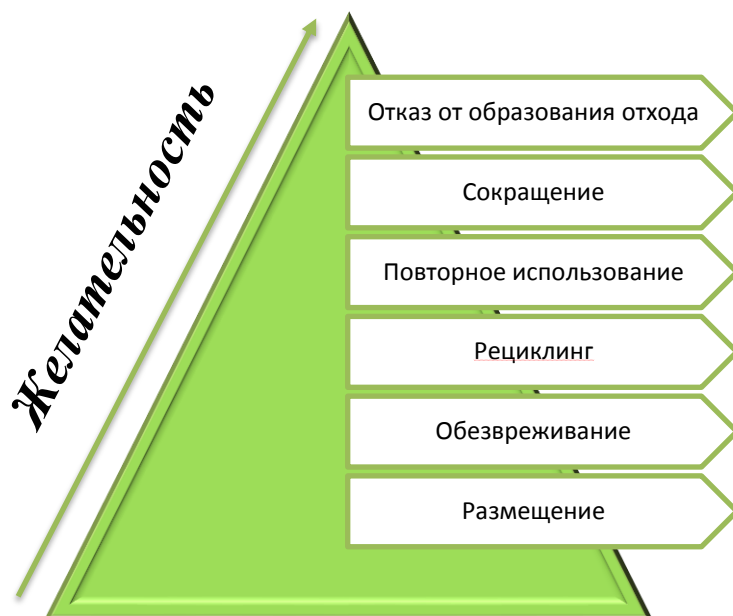 Желательность
Отказ от образования отхода
Сокращение
Повторное использование
Рециклинг
Обезвреживание
Размещение